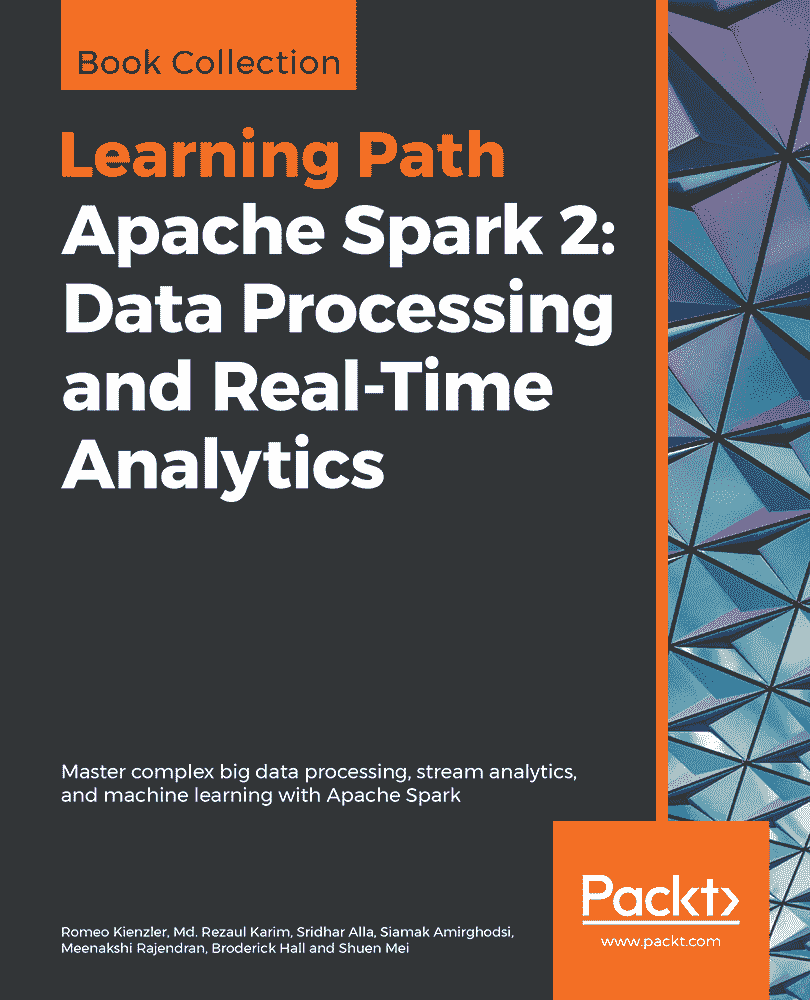 Book Collection
Learning Path
Apache Spark 2:
Data Processing
and Real-Time
Analytics
Master complex big data processing, stream analytics,
and machine learning with Apache Spark
Romeo Kienzler, Md. Rezaul Karim, Sridhar Alla, Siamak Amirghodsi,
Meenakshi Rajendran, Broderick Hall and Shuen Mei
Packt>
www.packt.com